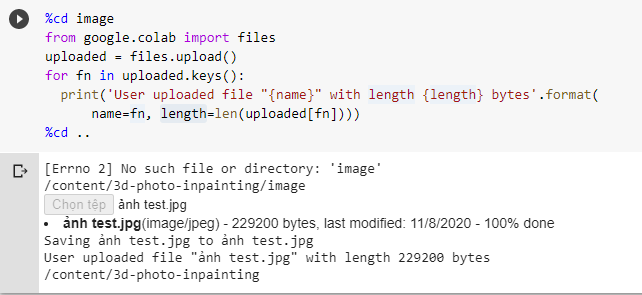 %cd image
from google.colab import files
uploaded = files.upload()
for fn in uploaded.keys():
  print('User uploaded file "{name}" with length {length} bytes'.format(
      name=fn, length=len(uploaded[fn])))
%cd ..
[Errno 2] No such file or directory: 'image'
/content/3d-photo-inpainting/image
Chọn tệp ảnh test.jpg
• ảnh test.jpg(image/jpeg) - 229200 bytes, last modified: 11/8/2020 - 100% done
Saving ảnh test.jpg to ảnh test.jpg
User uploaded file "ảnh test.jpg" with length 229200 bytes
/content/3d-photo-inpainting